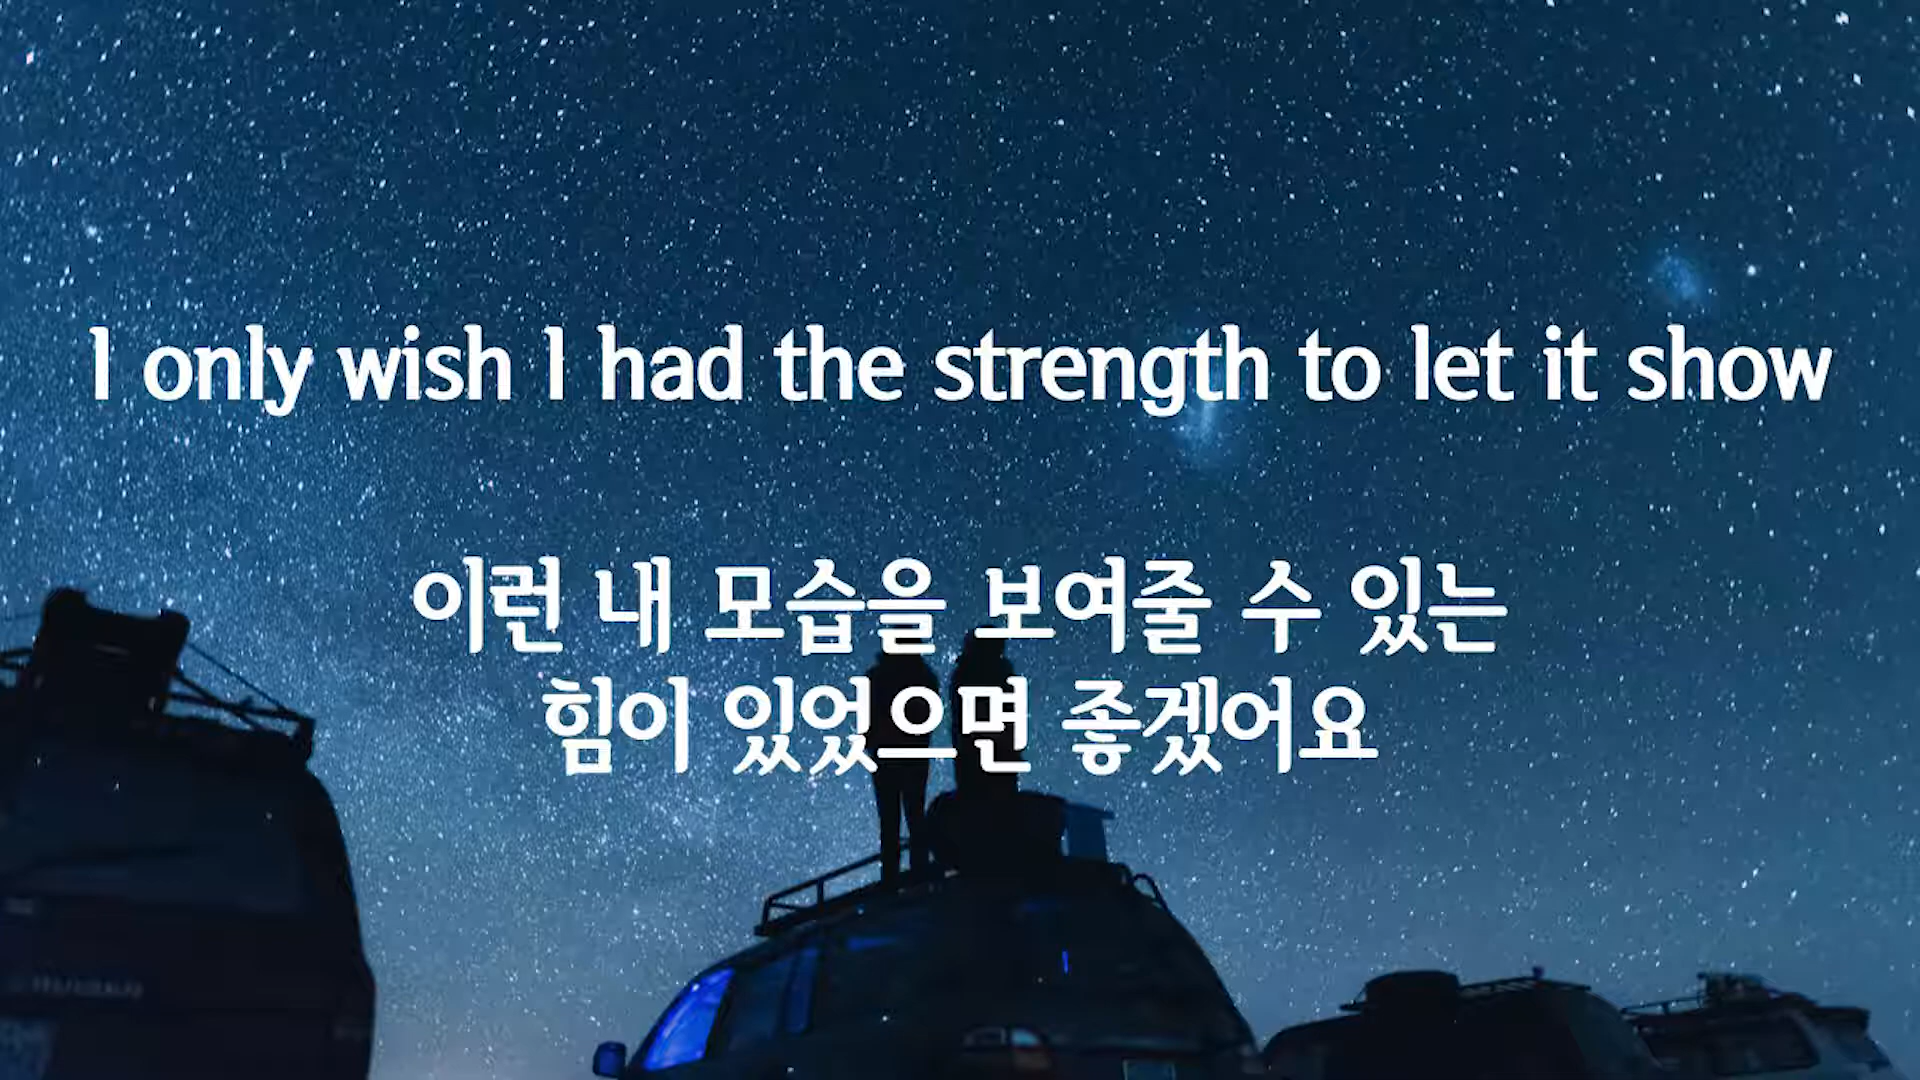 I only wish I had the strength to let it show
이런 내 모습을 보여줄 수 있는
힘이 있었으면 좋겠어요